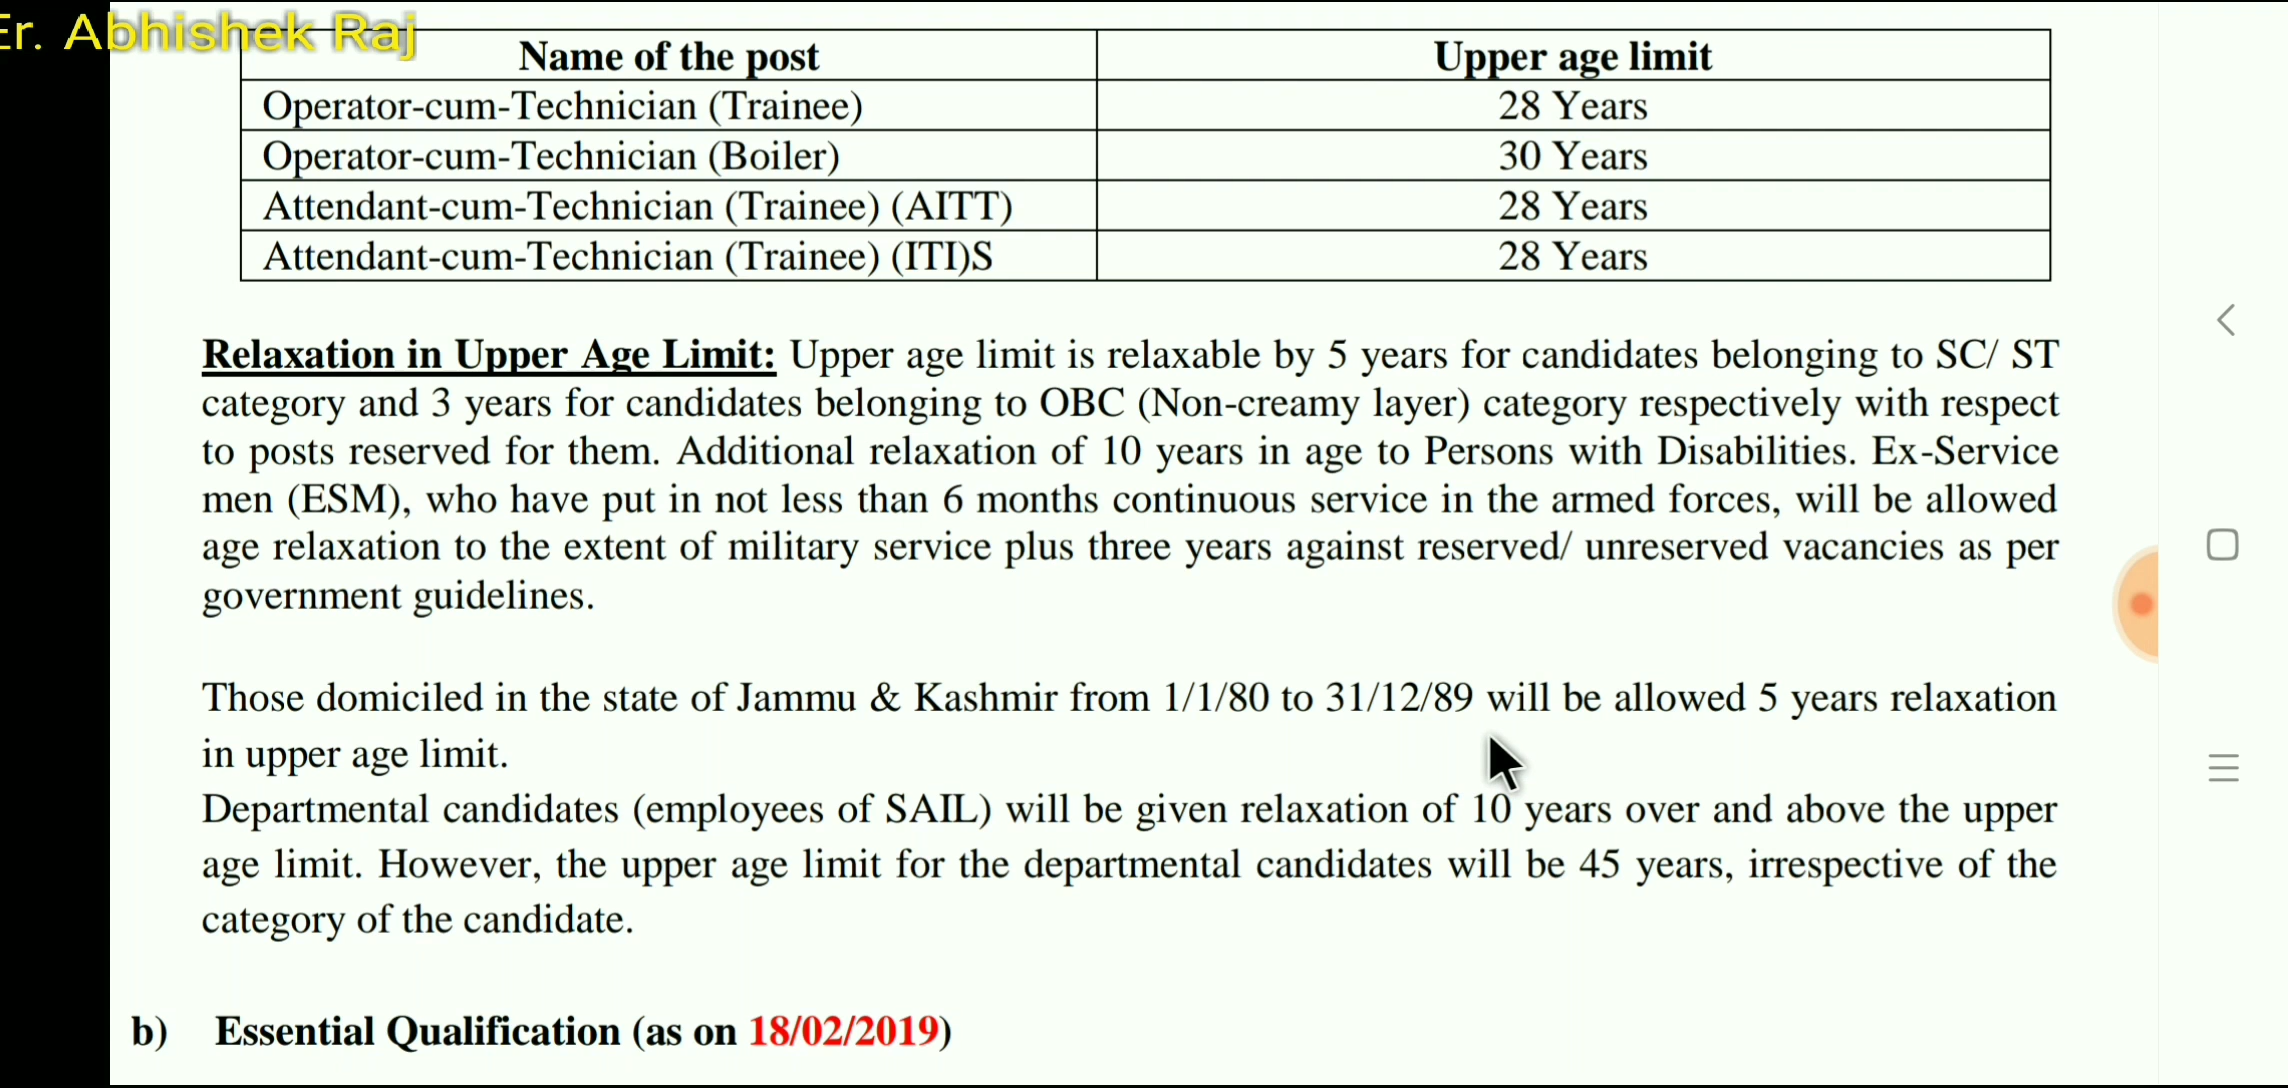 Er. Abhishek Raj
Name of the post Upper age limit
Operator-cum-Technician (Trainee) 28 Years
Operator-cum-Technician (Boiler) 30 Years
Attendant-cum-Technician (Trainee) (AITT) 28 Years
Attendant-cum-Technician (Trainee) (ITI)S 28 Years
Relaxation in Upper Age Limit: Upper age limit is relaxable by 5 years for candidates belonging to SC/ ST
category and 3 years for candidates belonging to OBC (Non-creamy layer) category respectively with respect
to posts reserved for them. Additional relaxation of 10 years in age to Persons with Disabilities. Ex-Service
men (ESM), who have put in not less than 6 months continuous service in the armed forces, will be allowed
age relaxation to the extent of military service plus three years against reserved/ unreserved vacancies as per
government guidelines.
Those domiciled in the state of Jammu & Kashmir from 1/1/80 to 31/12/89 will be allowed 5 years relaxation
in upper age limit.
Departmental candidates (employees of SAIL) will be given relaxation of 10 years over and above the upper
age limit. However, the upper age limit for the departmental candidates will be 45 years, irrespective of the
category of the candidate.
b) Essential Qualification (as on 18/02/2019)